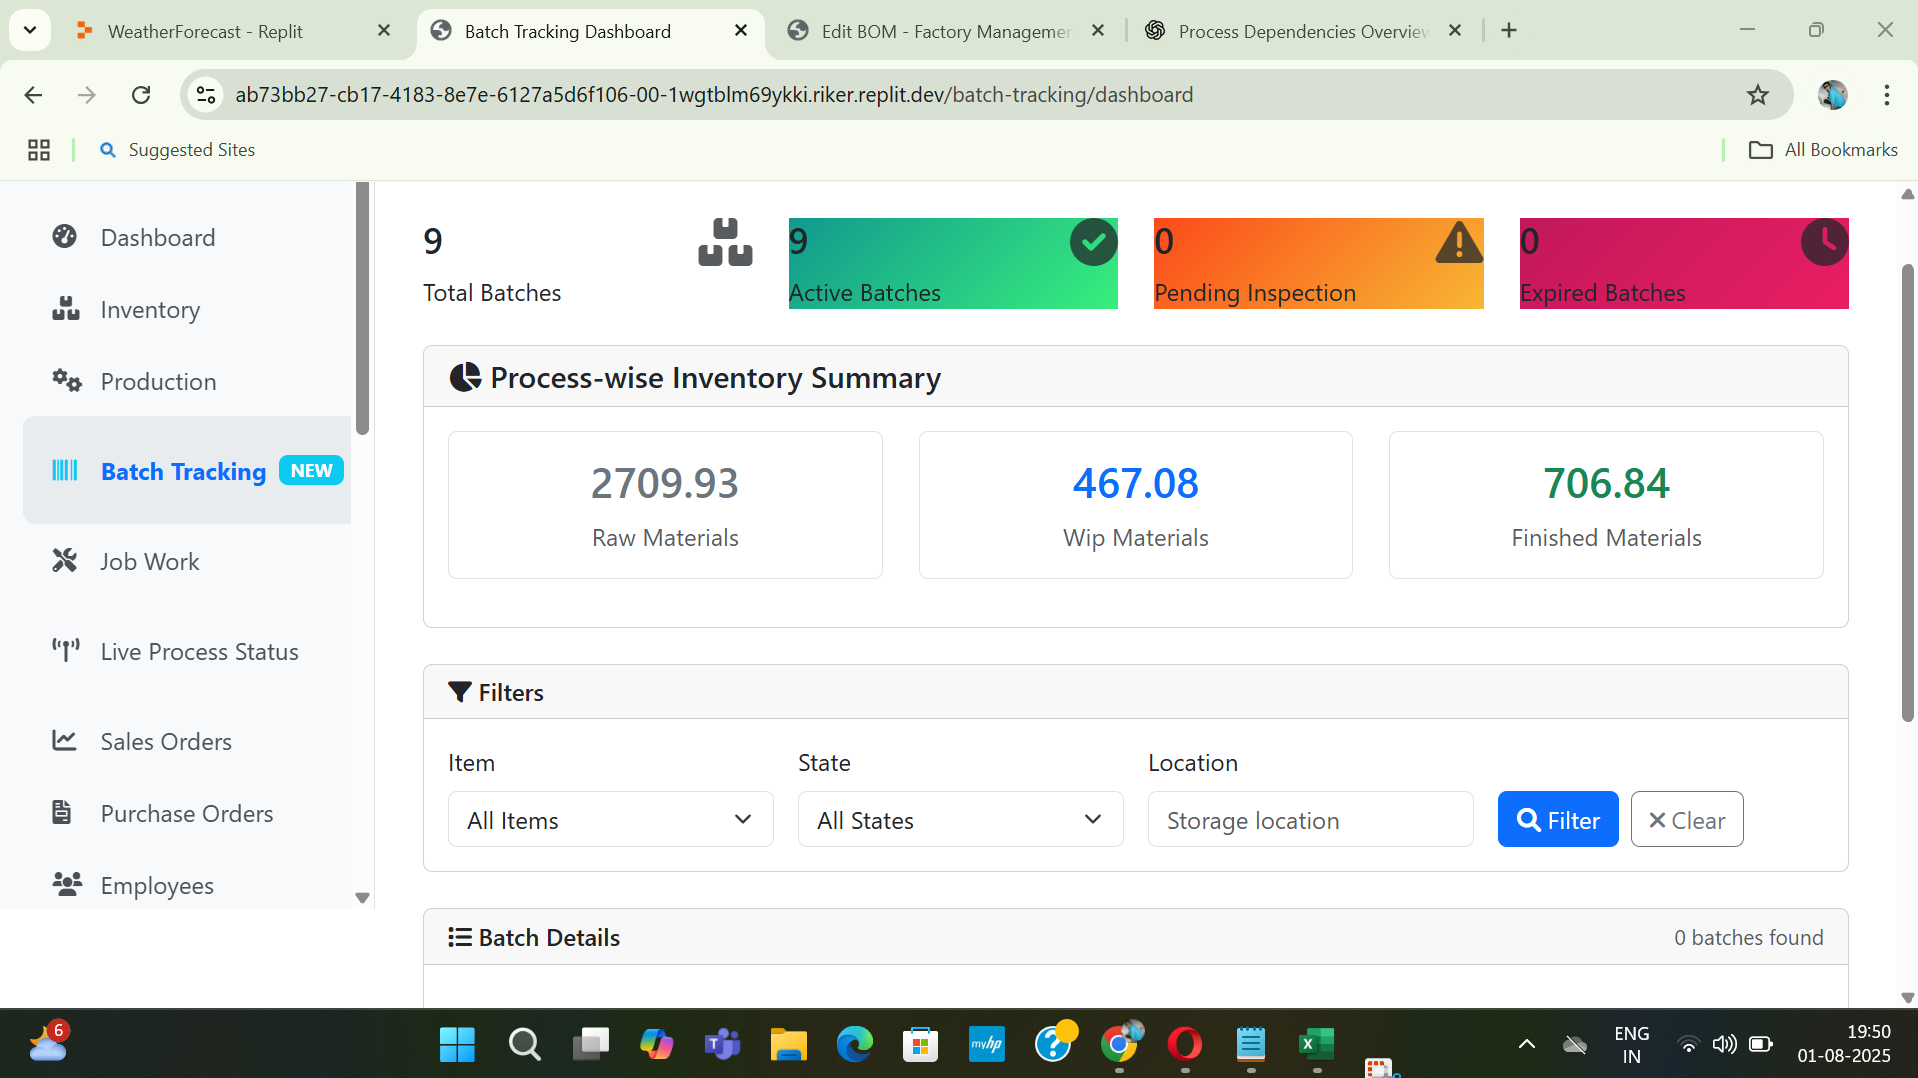 WeatherForecast - Replit
Batch Tracking Dashboard
Edit BOM - Factory Managemer
Process Dependencies Overview
ab73bb27-cb17-4183-8e7e-6127a5d6f106-00-1wgtblm69ykki.riker.replit.dev/batch-tracking/dashboard
Suggested Sites
All Bookmarks
Dashboard
Inventory
Production
Batch Tracking NEW
Job Work
Live Process Status
Sales Orders
Purchase Orders
Employees
9
Total Batches
9
Active Batches
0
Pending Inspection
0
Expired Batches
Process-wise Inventory Summary
2709.93
Raw Materials
467.08
Wip Materials
706.84
Finished Materials
Filters
Item
State
Location
All Items
All States
Storage location
Filter
Clear
Batch Details
0 batches found
6
T
myhp
?
X
ENG
IN
19:50
01-08-2025